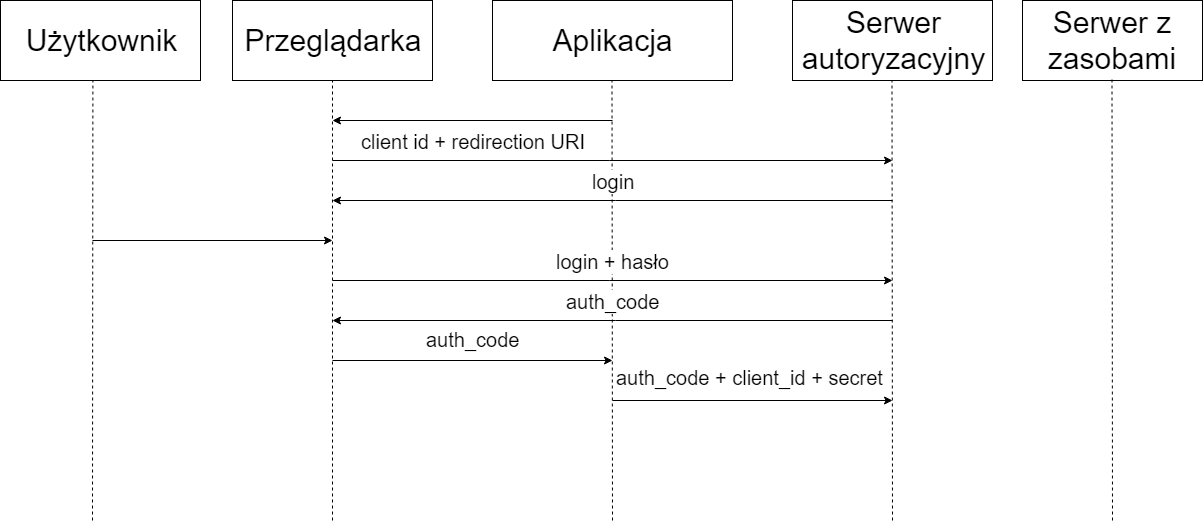 Użytkownik
Przeglądarka
Aplikacja
Serwer
autoryzacyjny
Serwer z
zasobami
client id + redirection URI
login
login + hasło
auth_code
auth_code
auth_code + client_id + secret